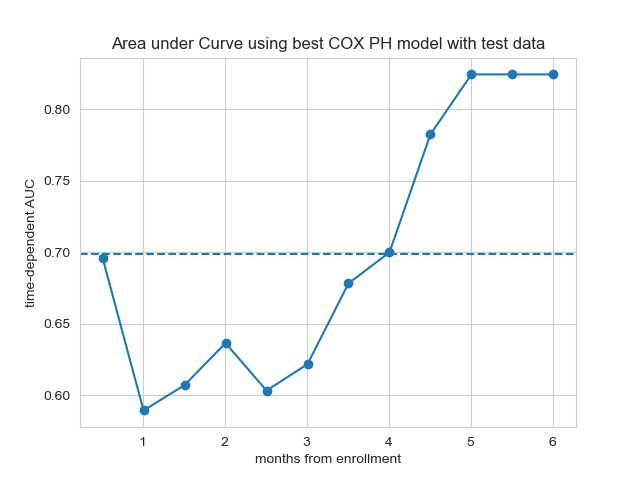 Area under Curve using best COX PH model with test data
time-dependent AUC
0.80
0.75
0.70
0.65
0.60
1 2 3 4 5 6
months from enrollment